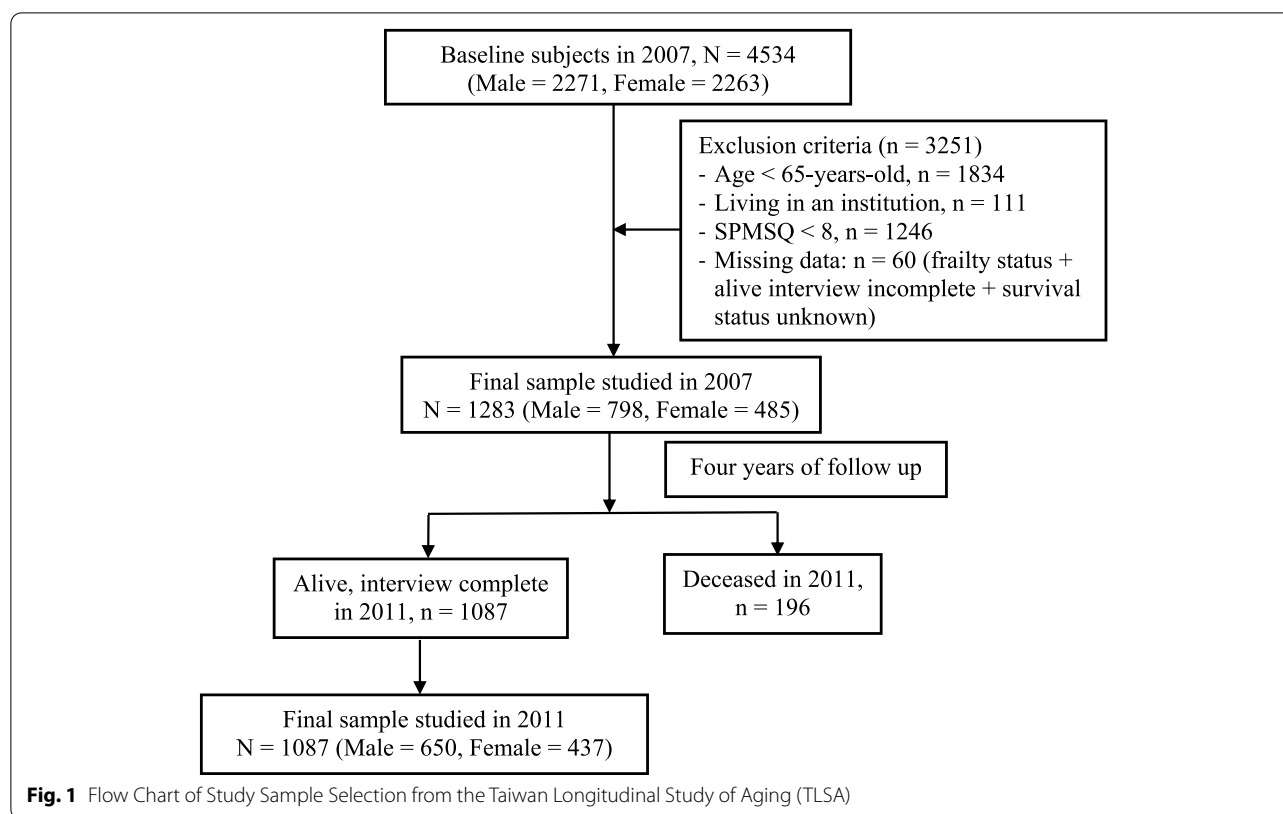 Baseline subjects in 2007, N = 4534
(Male = 2271, Female = 2263)
Exclusion criteria (n = 3251)
- Age < 65-years-old, n = 1834
- Living in an institution, n = 111
- SPMSQ < 8, n = 1246
- Missing data: n = 60 (frailty status +
alive interview incomplete + survival
status unknown)
Final sample studied in 2007
N = 1283 (Male = 798, Female = 485)
Four years of follow up
Alive, interview complete
in 2011, n = 1087
Deceased in 2011,
n = 196
Final sample studied in 2011
N = 1087 (Male = 650, Female = 437)
Fig. 1 Flow Chart of Study Sample Selection from the Taiwan Longitudinal Study of Aging (TLSA)